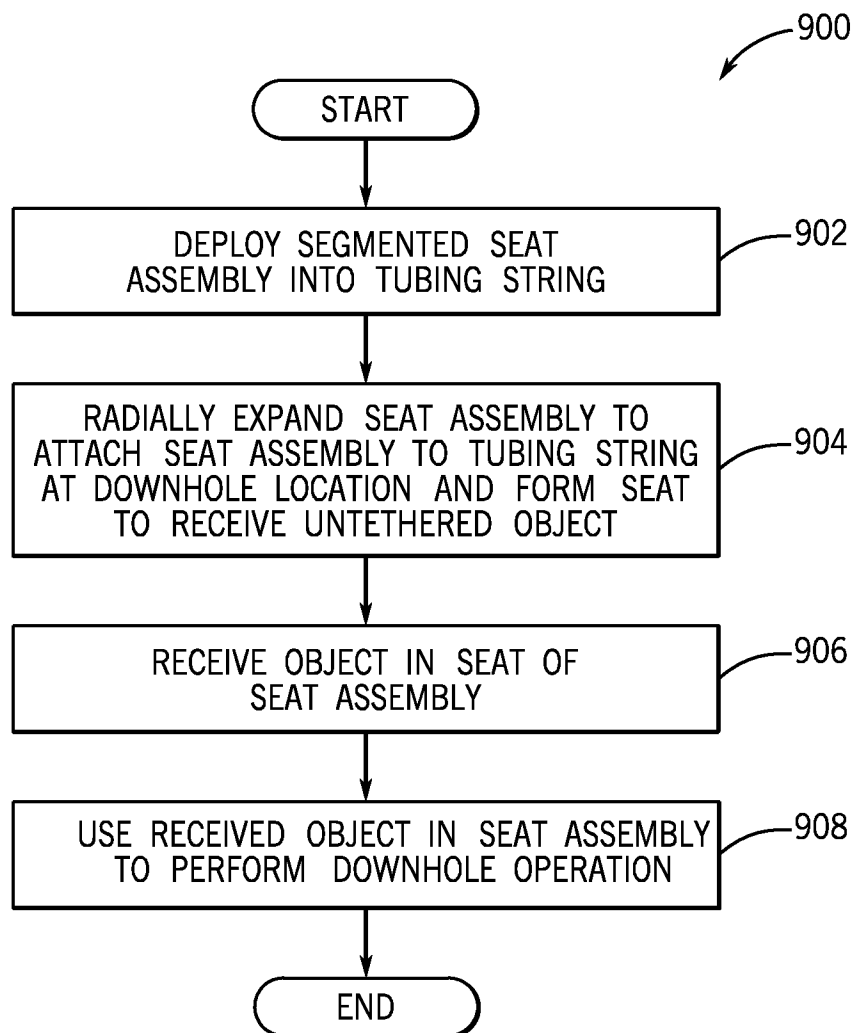 900
START
DEPLOY SEGMENTED SEAT
ASSEMBLY INTO TUBING STRING
902
RADIALLY EXPAND SEAT ASSEMBLY TO
ATTACH SEAT ASSEMBLY TO TUBING STRING
AT DOWNHOLE LOCATION AND FORM SEAT
TO RECEIVE UNTETHERED OBJECT
904
RECEIVE OBJECT IN SEAT OF
SEAT ASSEMBLY
906
USE RECEIVED OBJECT IN SEAT ASSEMBLY
TO PERFORM DOWNHOLE OPERATION
908
END